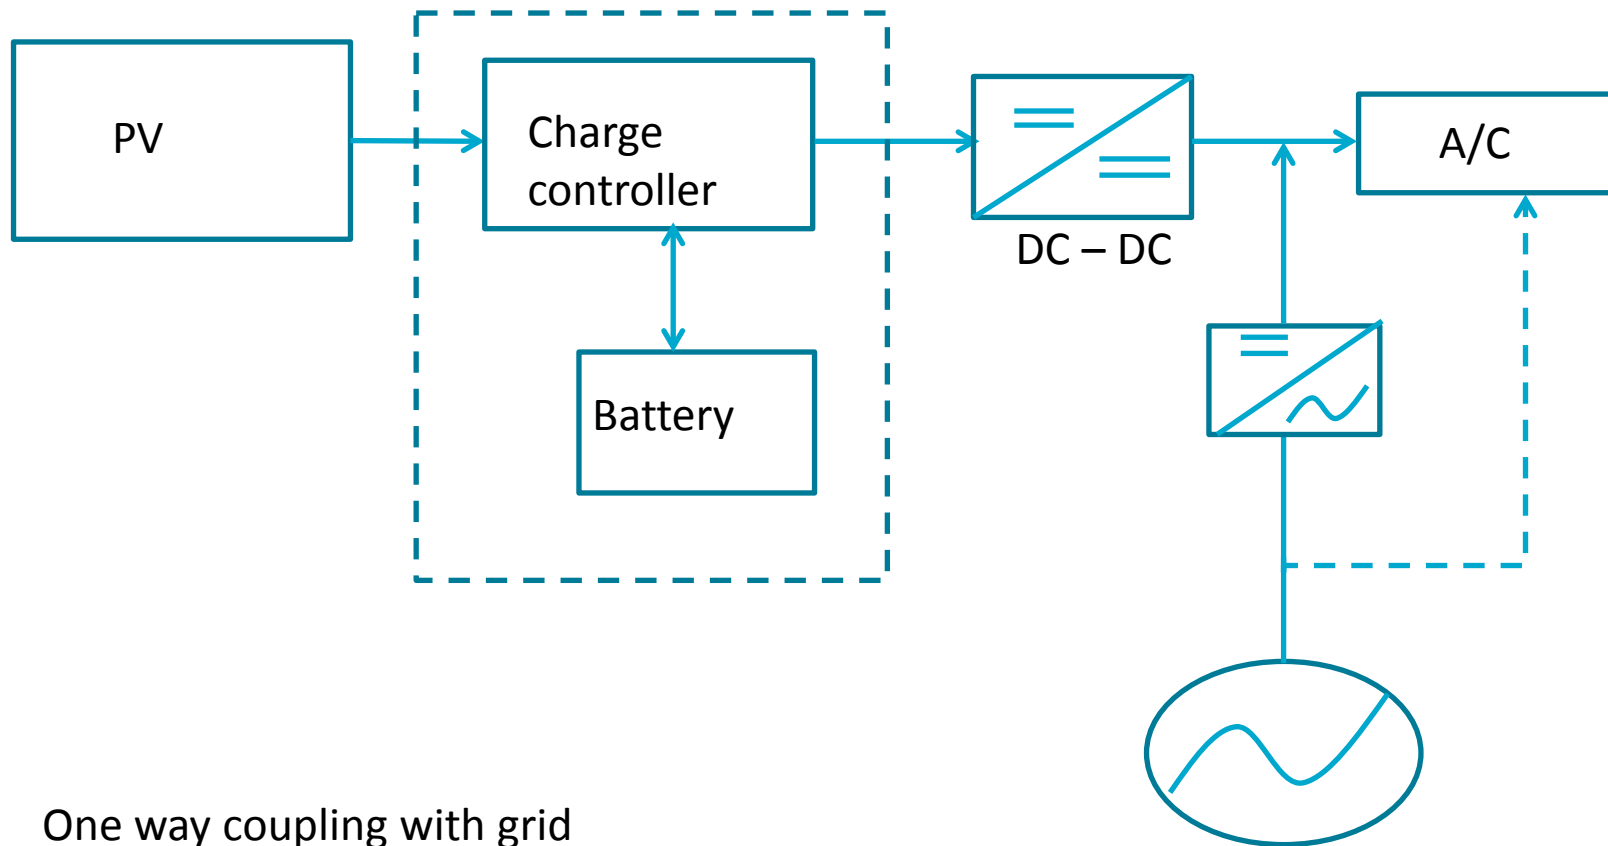 PV
Charge
controller
A/C
DC – DC
Battery
One way coupling with grid